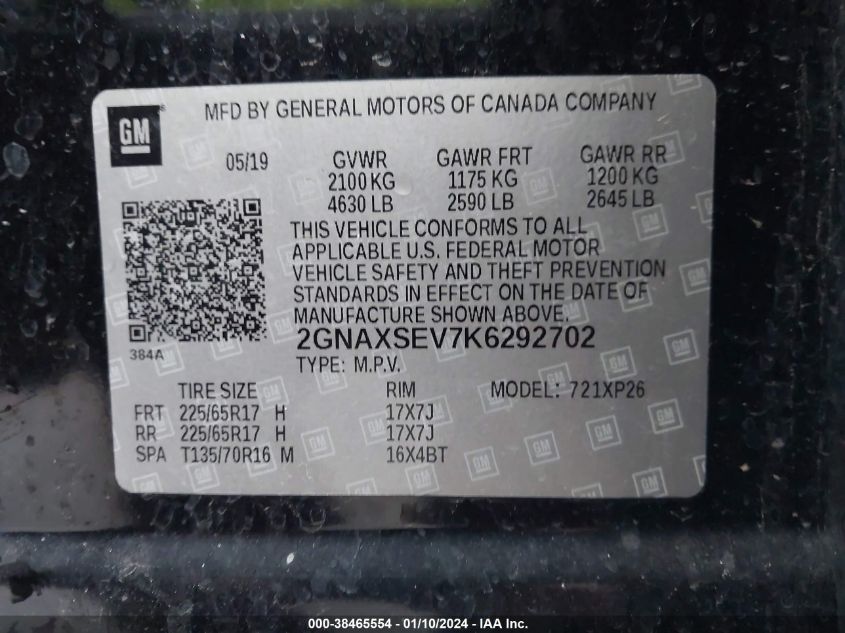 MFD BY GENERAL MOTORS OF CANADA COMPANY
GM ®
05/19 GVWR GAWR FRT GAWR RR
2100 KG 1175 KG 1200 KG
4630 LB 2590 LB 2645 LB
THIS VEHICLE CONFORMS TO ALL
APPLICABLE U.S. FEDERAL MOTOR
VEHICLE SAFETY AND THEFT PREVENTION
STANDARDS IN EFFECT ON THE DATE OF
MANUFACTURE SHOWN ABOVE.
384A
2GNAXSEV7K6292702
TYPE: M.P.V.
TIRE SIZE RIM MODEL: 721XP26
FRT 225/65R17 H 17X7J
RR 225/65R17 H 17X7J
SPA T135/70R16 M 16X4BT
000-38465554 - 01/10/2024 - IAA Inc.